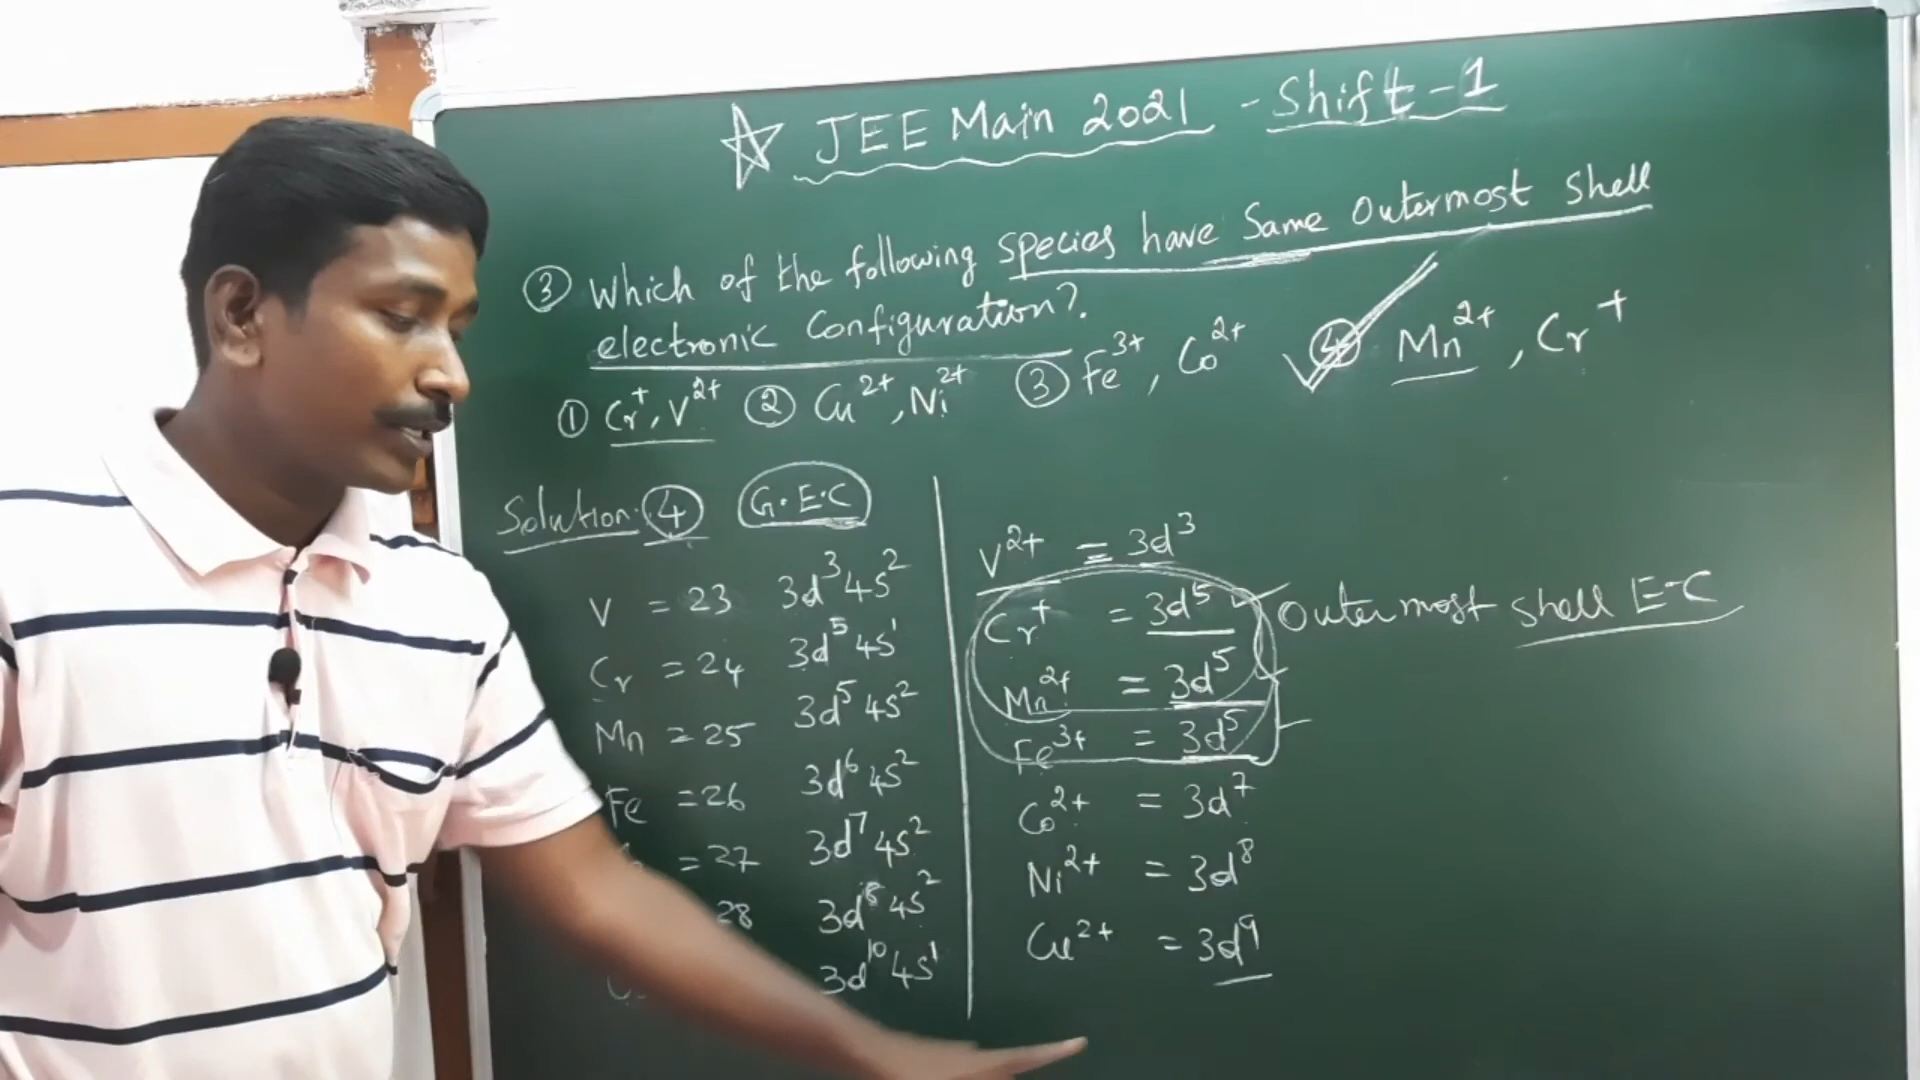 ☆ JEE Main 2021 - Shift-1
③ Which of the following species have same outermost shell
electronic configuration?
① Cr⁺, V²⁺ ② Cu²⁺, Ni²⁺ ③ Fe³⁺, Co²⁺ ④ Mn²⁺, Cr⁺
Solution: ④ G.E.C
V = 23 3d³4s²
Cr = 24 3d⁵4s¹
Mn = 25 3d⁵4s²
Fe = 26 3d⁶4s²
= 27 3d⁷4s²
28 3d⁸4s²
3d¹⁰4s¹
V²⁺ = 3d³
Cr⁺ = 3d⁵ Outermost shell E-C
Mn²⁺ = 3d⁵
Fe³⁺ = 3d⁵
Co²⁺ = 3d⁷
Ni²⁺ = 3d⁸
Cu²⁺ = 3d⁹